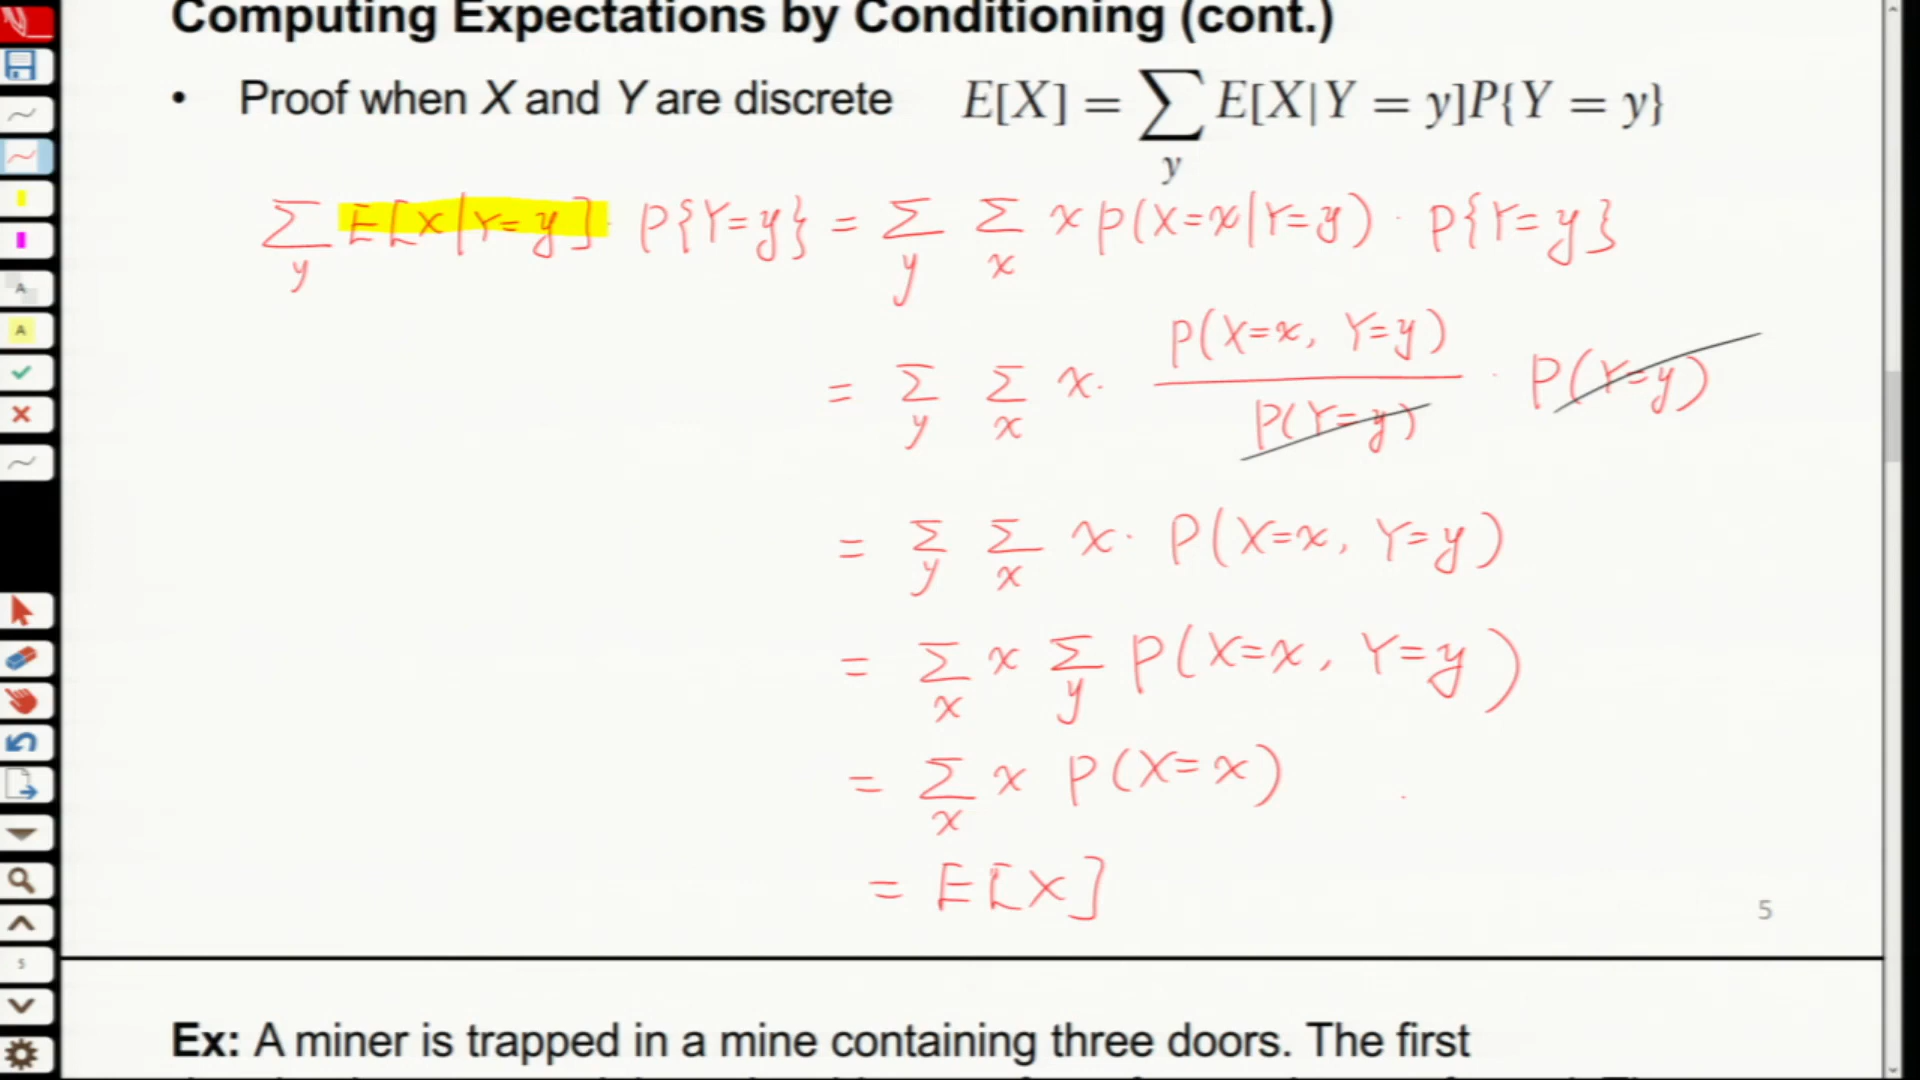 Computing Expectations by Conditioning (cont.)
• Proof when X and Y are discrete E[X] = ∑_y E[X|Y = y]P{Y = y}
∑_y E[X|Y=y] · P{Y=y} = ∑_y ∑_x x p(X=x|Y=y) · P{Y=y}
= ∑_y ∑_x x · P(X=x, Y=y) / P(Y=y) · P(Y=y)
= ∑_y ∑_x x · P(X=x, Y=y)
= ∑_x x ∑_y P(X=x, Y=y)
= ∑_x x P(X=x)
= E[X]
5
Ex: A miner is trapped in a mine containing three doors. The first